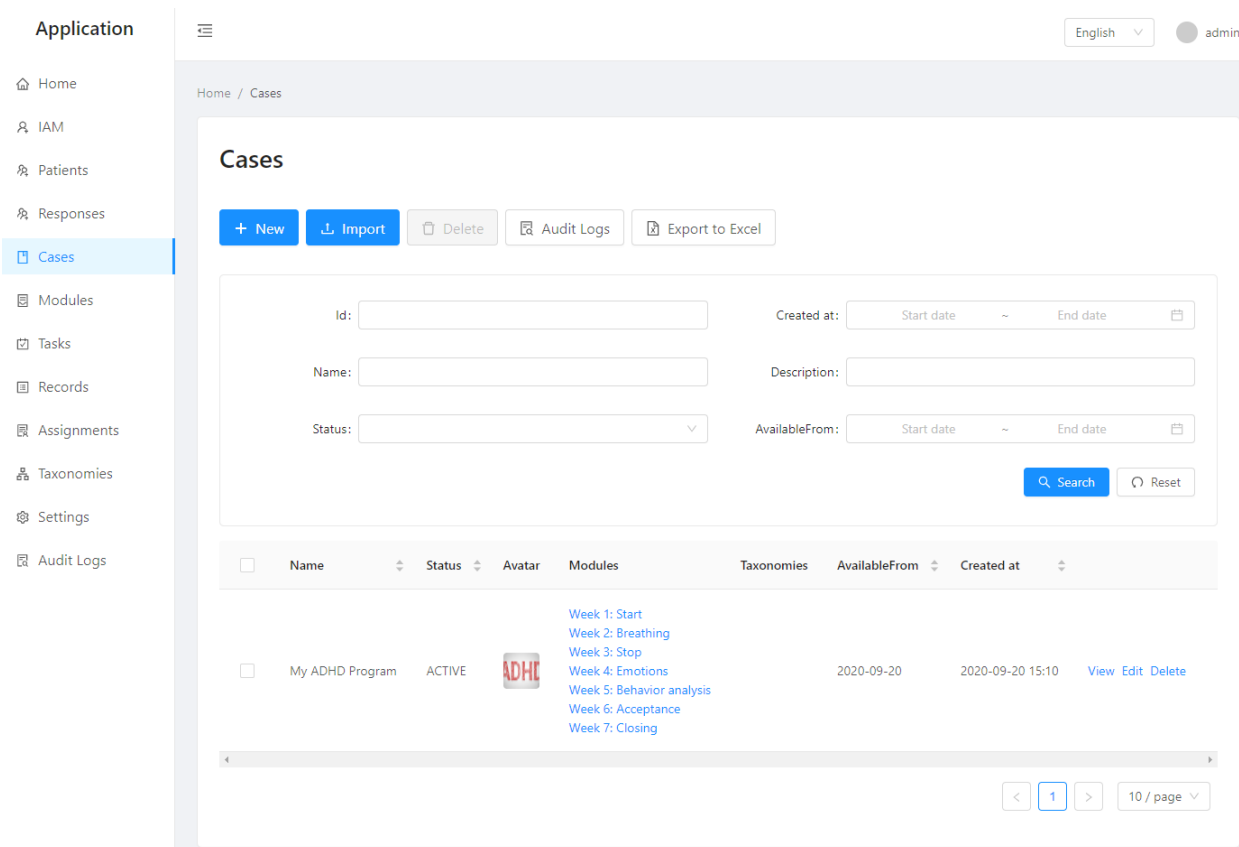 Application
English
admin
Home
IAM
Patients
Responses
Cases
Modules
Tasks
Records
Assignments
Taxonomies
Settings
Audit Logs
Home / Cases
Cases
+ New
Import
Delete
Audit Logs
Export to Excel
Id:
Created at: Start date ~ End date
Name:
Description:
Status:
AvailableFrom: Start date ~ End date
Search
Reset
Name Status Avatar Modules Taxonomies AvailableFrom Created at
My ADHD Program ACTIVE ADHD
Week 1: Start
Week 2: Breathing
Week 3: Stop
Week 4: Emotions
Week 5: Behavior analysis
Week 6: Acceptance
Week 7: Closing
2020-09-20 2020-09-20 15:10 View Edit Delete
< 1 > 10 / page